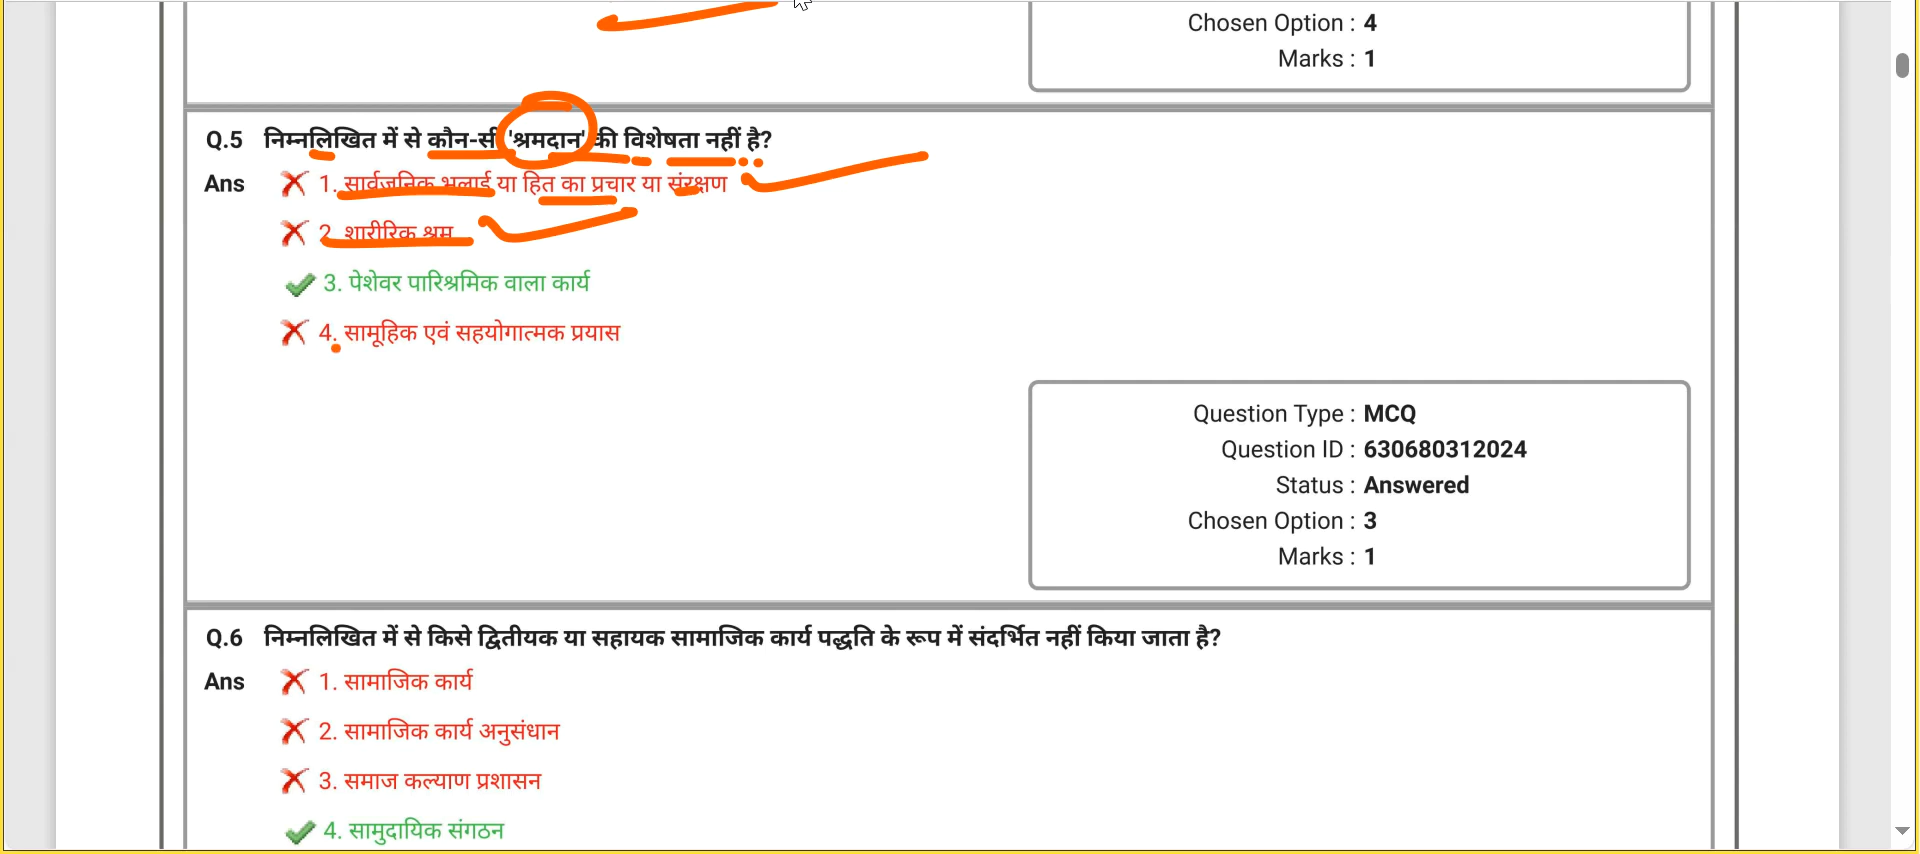 Chosen Option : 4
Marks : 1
Q.5 निम्नलिखित में से कौन-सी 'श्रमदान' की विशेषता नहीं है?
Ans 1. सार्वजनिक भलाई या हित का प्रचार या संरक्षण
2. शारीरिक श्रम
3. पेशेवर पारिश्रमिक वाला कार्य
4. सामूहिक एवं सहयोगात्मक प्रयास
Question Type : MCQ
Question ID : 630680312024
Status : Answered
Chosen Option : 3
Marks : 1
Q.6 निम्नलिखित में से किसे द्वितीयक या सहायक सामाजिक कार्य पद्धति के रूप में संदर्भित नहीं किया जाता है?
Ans 1. सामाजिक कार्य
2. सामाजिक कार्य अनुसंधान
3. समाज कल्याण प्रशासन
4. सामुदायिक संगठन